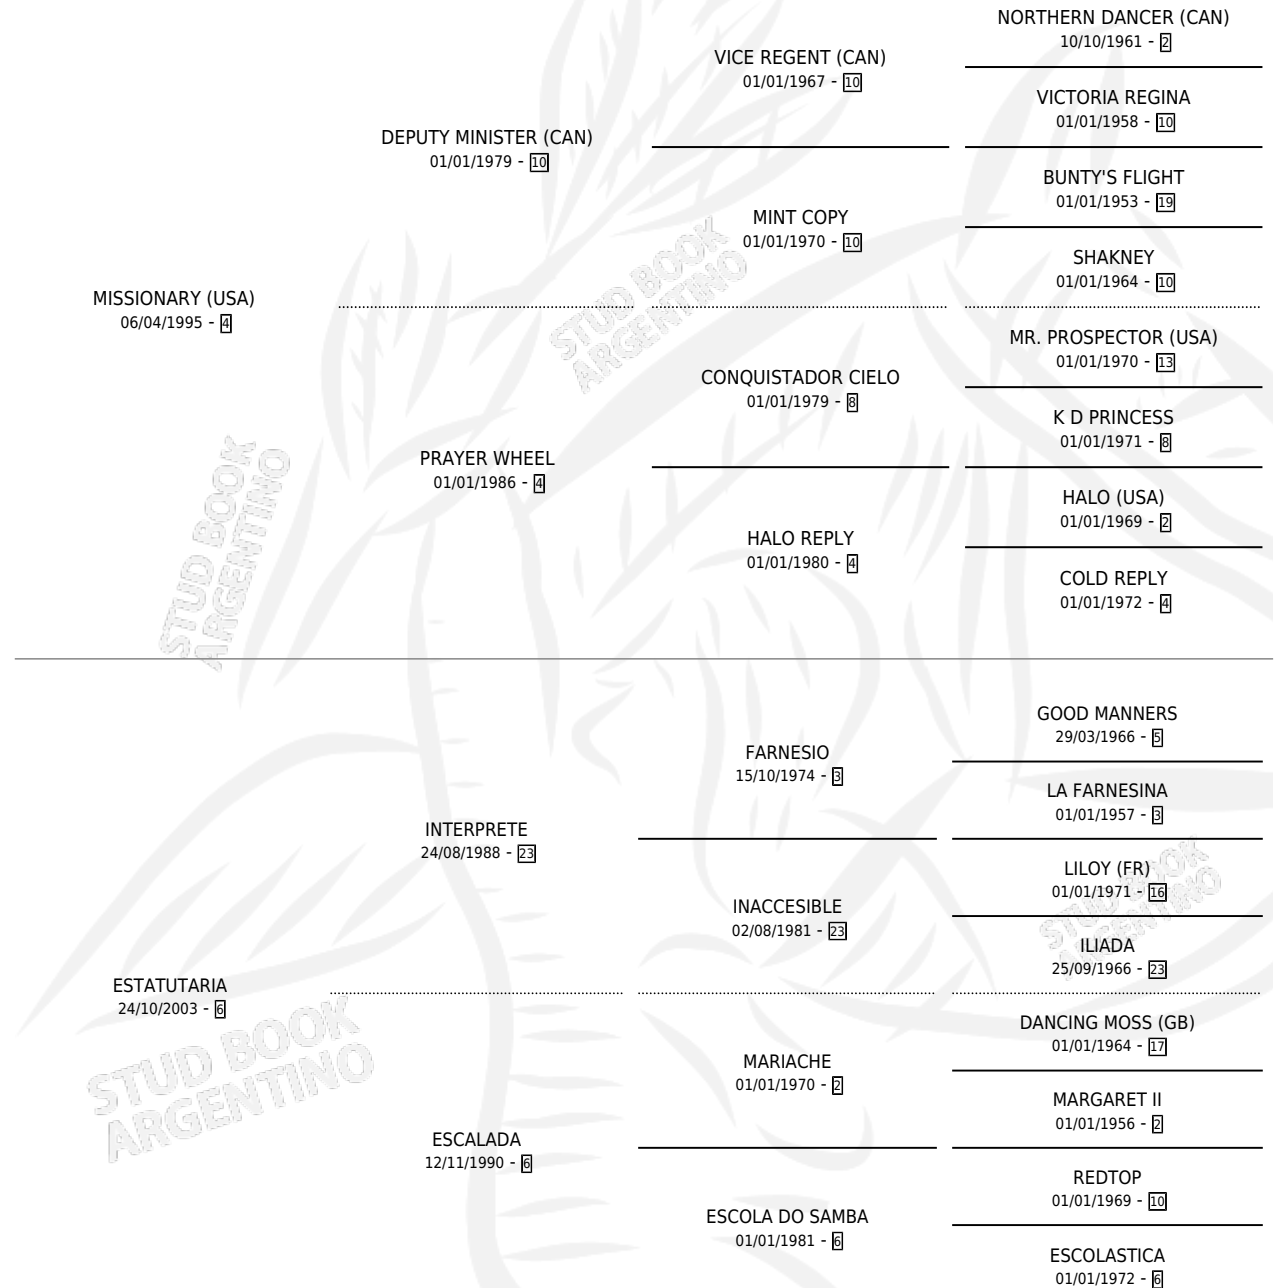 NORTHERN DANCER (CAN)
10/10/1961 - 2
VICE REGENT (CAN)
01/01/1967 - 10
VICTORIA REGINA
01/01/1958 - 10
DEPUTY MINISTER (CAN)
01/01/1979 - 10
BUNTY'S FLIGHT
01/01/1953 - 19
MINT COPY
01/01/1970 - 10
SHAKNEY
01/01/1964 - 10
MISSIONARY (USA)
06/04/1995 - 4
MR. PROSPECTOR (USA)
01/01/1970 - 13
CONQUISTADOR CIELO
01/01/1979 - 8
K D PRINCESS
01/01/1971 - 8
PRAYER WHEEL
01/01/1986 - 4
HALO (USA)
01/01/1969 - 2
HALO REPLY
01/01/1980 - 4
COLD REPLY
01/01/1972 - 4
GOOD MANNERS
29/03/1966 - 5
FARNESIO
15/10/1974 - 3
LA FARNESINA
01/01/1957 - 3
INTERPRETE
24/08/1988 - 23
LILOY (FR)
01/01/1971 - 16
INACCESIBLE
02/08/1981 - 23
ILIADA
25/09/1966 - 23
ESTATUTARIA
24/10/2003 - 6
DANCING MOSS (GB)
01/01/1964 - 17
MARIACHE
01/01/1970 - 2
MARGARET II
01/01/1956 - 2
ESCALADA
12/11/1990 - 6
REDTOP
01/01/1969 - 10
ESCOLA DO SAMBA
01/01/1981 - 6
ESCOLASTICA
01/01/1972 - 6
STUD BOOK
ARGENTINO
STUD BOOK
ARGENTINO
STUD BOOK
ARGENTINO
STUD BOOK
ARGENTINO